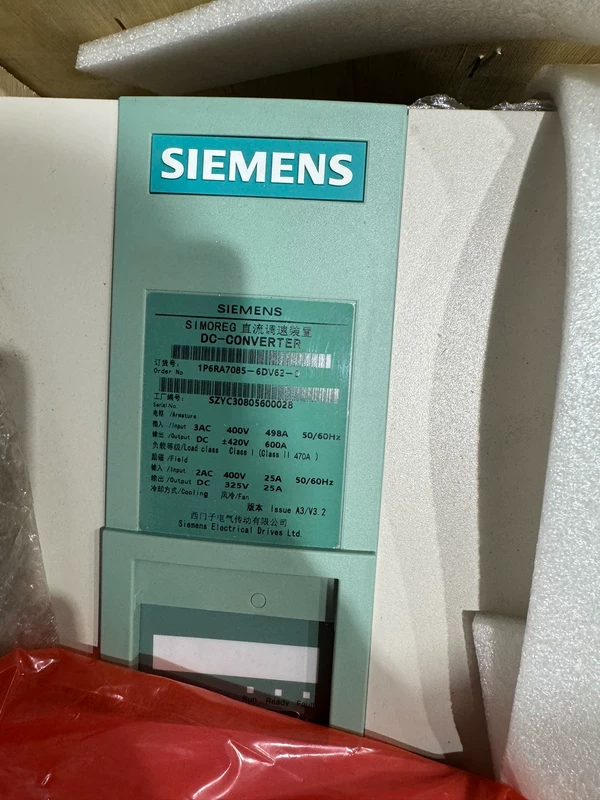 SIEMENS
SIEMENS
SIMOREG 直流调速装置
DC-CONVERTER
订货号:
Order No 1P6RA7085-6DV62-
工厂编号:
Serial No. SZYC30805600028
电枢 /Armature
输入 /Input 3AC 400V 498A 50/60Hz
输出 /Output DC ±420V 600A
负载等级/Load class Class I (Class II 470A )
励磁 /Field
输入 /Input 2AC 400V 25A 50/60Hz
输出 /Output DC 325V 25A
冷却方式/Cooling 风冷/Fan
版本 Issue A3/V3.2
西门子电气传动有限公司
Siemens Electrical Drives Ltd.
Run Ready Fault